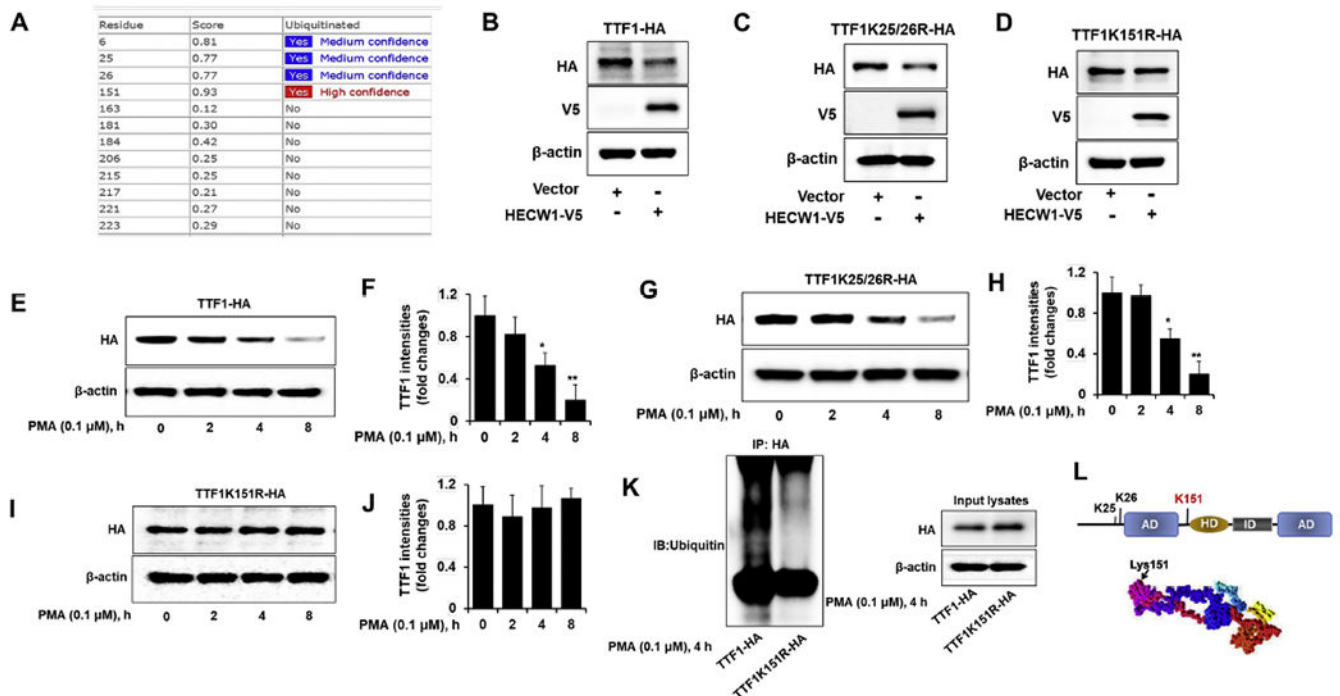 A
Residue Score Ubiquitinated
6 0.81 Yes Medium confidence
25 0.77 Yes Medium confidence
26 0.77 Yes Medium confidence
151 0.93 Yes High confidence
163 0.12 No
181 0.30 No
184 0.42 No
206 0.25 No
215 0.25 No
217 0.21 No
221 0.27 No
223 0.29 No
B
TTF1-HA
HA
V5
β-actin
Vector + -
HECW1-V5 - +
C
TTF1K25/26R-HA
HA
V5
β-actin
Vector + -
HECW1-V5 - +
D
TTF1K151R-HA
HA
V5
β-actin
Vector + -
HECW1-V5 - +
E
TTF1-HA
HA
β-actin
PMA (0.1 µM), h 0 2 4 8
F
TTF1 intensities
(fold changes)
1.2
0.8
0.4
0
*
**
PMA (0.1 µM), h 0 2 4 8
G
TTF1K25/26R-HA
HA
β-actin
PMA (0.1 µM), h 0 2 4 8
H
TTF1 intensities
(fold changes)
1.2
0.8
0.4
0
*
**
PMA (0.1 µM), h 0 2 4 8
I
TTF1K151R-HA
HA
β-actin
PMA (0.1 µM), h 0 2 4 8
J
TTF1 intensities
(fold changes)
1.2
0.8
0.4
0
PMA (0.1 µM), h 0 2 4 8
K
IP: HA
IB:Ubiquitin
PMA (0.1 µM), 4 h
TTF1-HA
TTF1K151R-HA
Input lysates
HA
β-actin
PMA (0.1 µM), 4 h
TTF1-HA
TTF1K151R-HA
L
K25
K26
K151
AD HD ID AD
Lys151